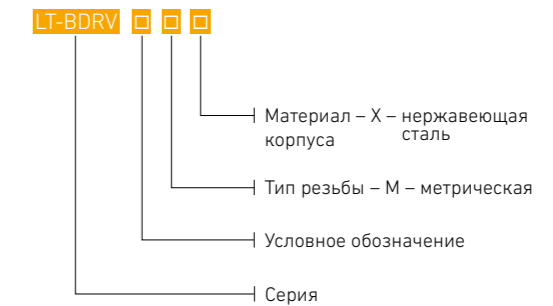 LT-BDRV □ □ □
Материал – X – нержавеющая
корпуса сталь
Тип резьбы – М – метрическая
Условное обозначение
Серия